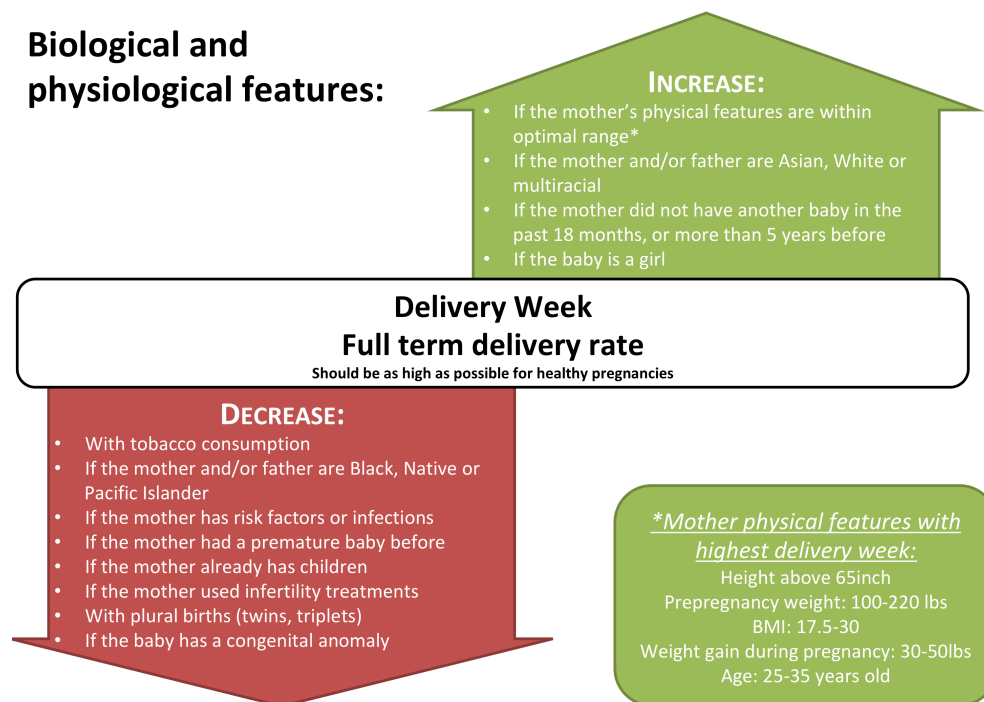 Biological and
physiological features:
INCREASE:
• If the mother's physical features are within
optimal range*
• If the mother and/or father are Asian, White or
multiracial
• If the mother did not have another baby in the
past 18 months, or more than 5 years before
• If the baby is a girl
Delivery Week
Full term delivery rate
Should be as high as possible for healthy pregnancies
DECREASE:
• With tobacco consumption
• If the mother and/or father are Black, Native or
Pacific Islander
• If the mother has risk factors or infections
• If the mother had a premature baby before
• If the mother already has children
• If the mother used infertility treatments
• With plural births (twins, triplets)
• If the baby has a congenital anomaly
*Mother physical features with
highest delivery week:
Height above 65inch
Prepregnancy weight: 100-220 lbs
BMI: 17.5-30
Weight gain during pregnancy: 30-50lbs
Age: 25-35 years old